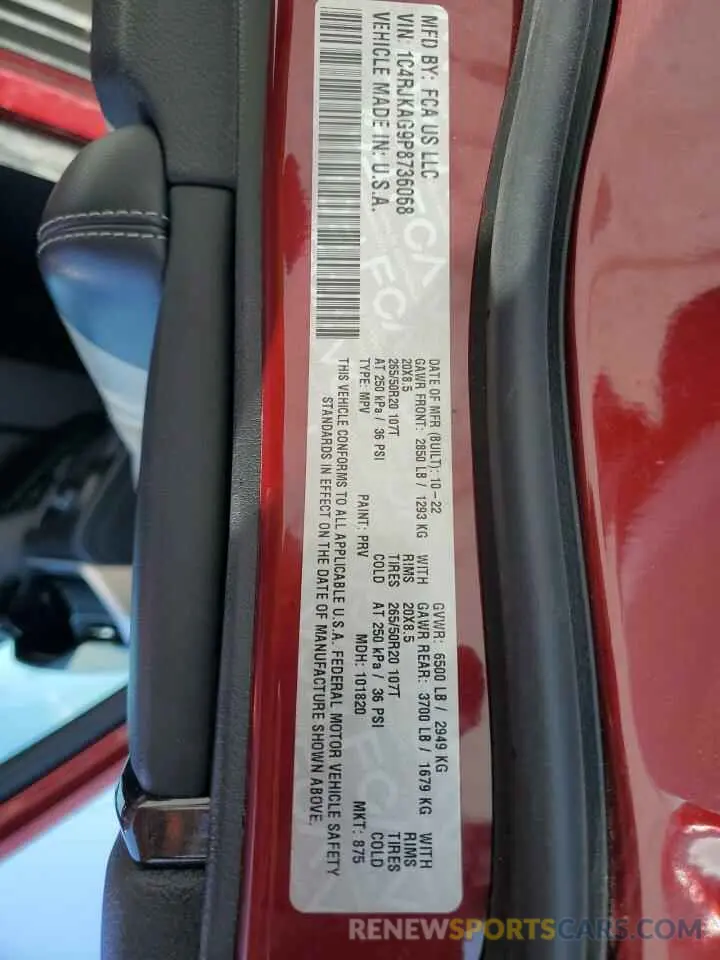 MFD BY: FCA US LLC
VIN: 1C4RJKAG9P8736068
VEHICLE MADE IN: U.S.A.
DATE OF MFR (BUILT): 10-22 GVWR: 6500 LB / 2949 KG
GAWR FRONT: 2850 LB / 1293 KG WITH GAWR REAR: 3700 LB / 1679 KG WITH
20X8.5 RIMS 20X8.5 RIMS
265/50R20 107T TIRES 265/50R20 107T TIRES
AT 250 kPa / 36 PSI COLD AT 250 kPa / 36 PSI COLD
TYPE: MPV PAINT: PRV MDH: 101820 MKT: 875
THIS VEHICLE CONFORMS TO ALL APPLICABLE U.S.A. FEDERAL MOTOR VEHICLE SAFETY
STANDARDS IN EFFECT ON THE DATE OF MANUFACTURE SHOWN ABOVE.
RENEWSPORTSCARS.COM